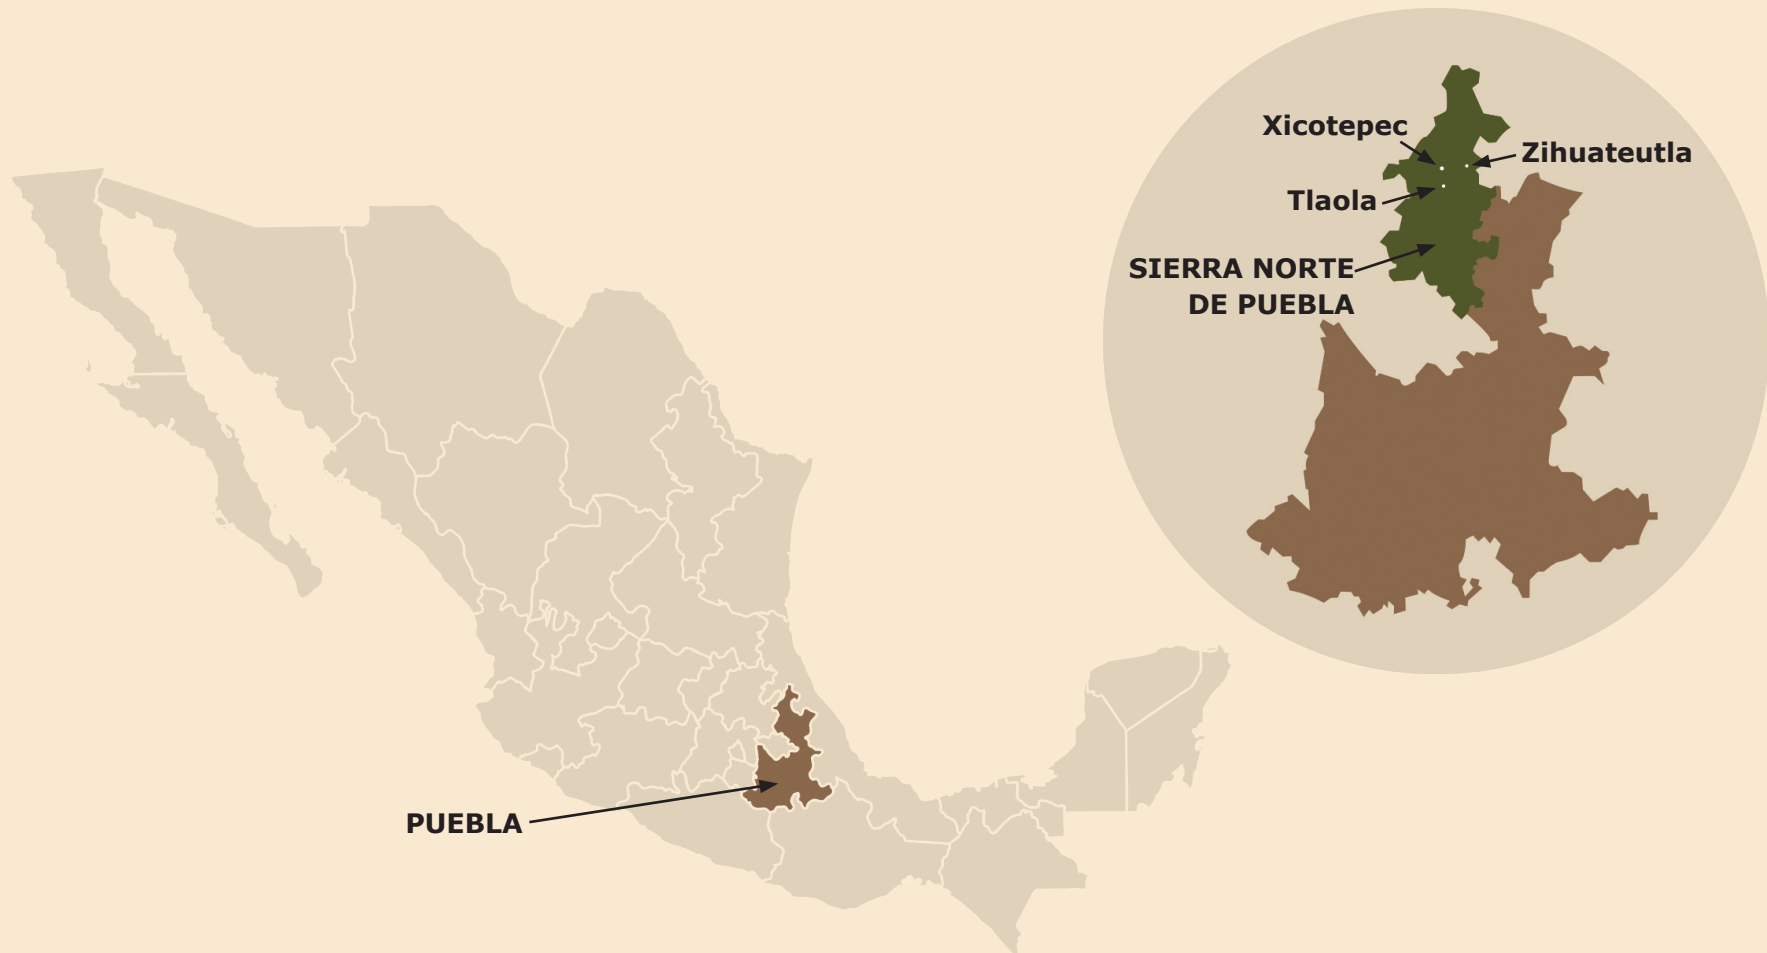 Xicotepec
Zihuateutla
Tlaola
SIERRA NORTE
DE PUEBLA
PUEBLA